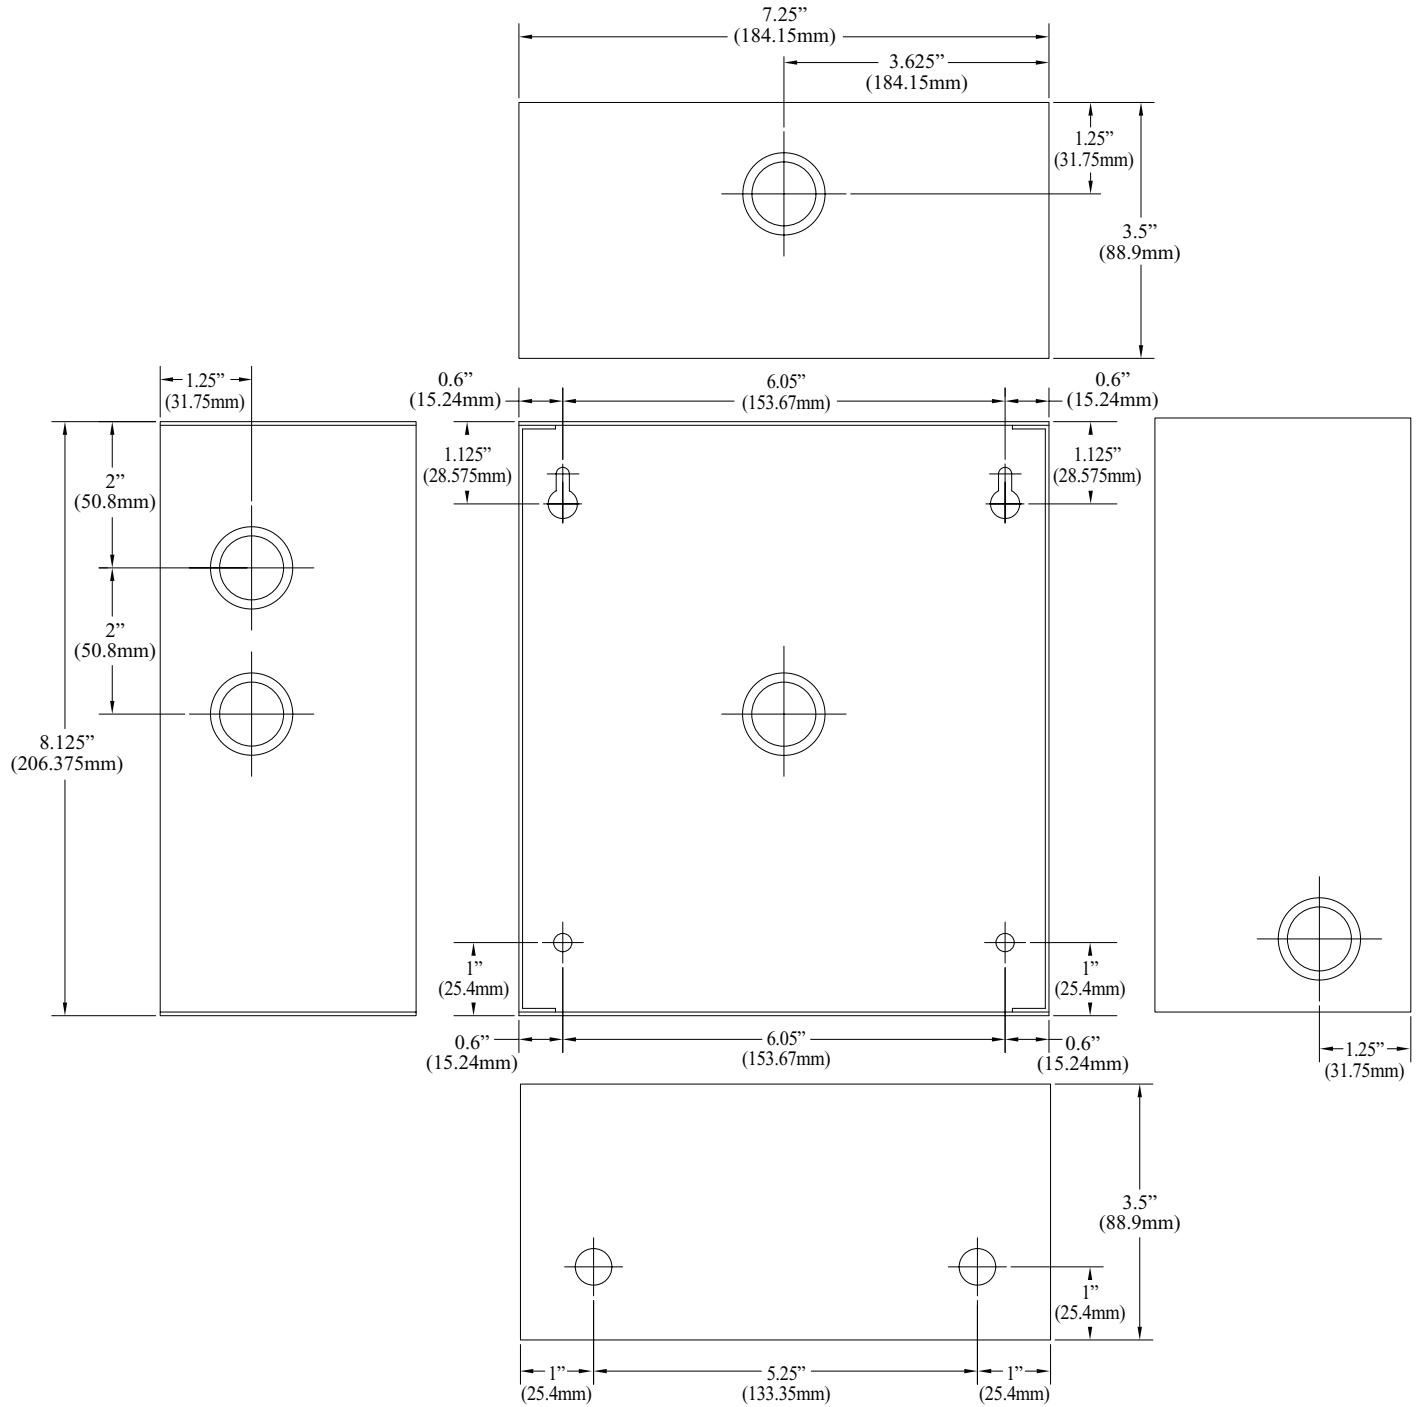 7.25”
(184.15mm)
3.625”
(184.15mm)
1.25”
(31.75mm)
3.5”
(88.9mm)
1.25”
(31.75mm)
0.6”
(15.24mm)
6.05”
(153.67mm)
0.6”
(15.24mm)
2”
(50.8mm)
1.125”
(28.575mm)
1.125”
(28.575mm)
2”
(50.8mm)
8.125”
(206.375mm)
1”
(25.4mm)
1”
(25.4mm)
0.6”
(15.24mm)
6.05”
(153.67mm)
0.6”
(15.24mm)
1.25”
(31.75mm)
3.5”
(88.9mm)
1”
(25.4mm)
1”
(25.4mm)
5.25”
(133.35mm)
1”
(25.4mm)